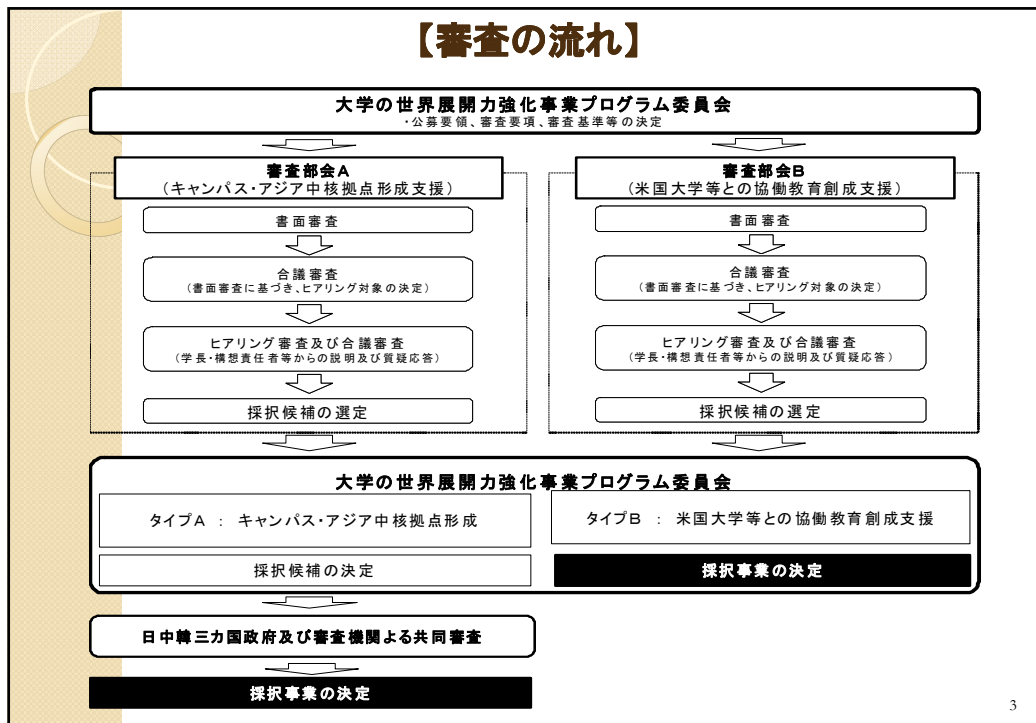 【審査の流れ】
大学の世界展開力強化事業プログラム委員会
・公募要領、審査要項、審査基準等の決定
審査部会A
（キャンパス・アジア中核拠点形成支援）
書面審査
合議審査
（書面審査に基づき、ヒアリング対象の決定）
ヒアリング審査及び合議審査
（学長・構想責任者等からの説明及び質疑応答）
採択候補の選定
審査部会B
（米国大学等との協働教育創成支援）
書面審査
合議審査
（書面審査に基づき、ヒアリング対象の決定）
ヒアリング審査及び合議審査
（学長・構想責任者等からの説明及び質疑応答）
採択候補の選定
大学の世界展開力強化事業プログラム委員会
タイプA ： キャンパス・アジア中核拠点形成
採択候補の決定
タイプB ： 米国大学等との協働教育創成支援
採択事業の決定
日中韓三カ国政府及び審査機関よる共同審査
採択事業の決定
3